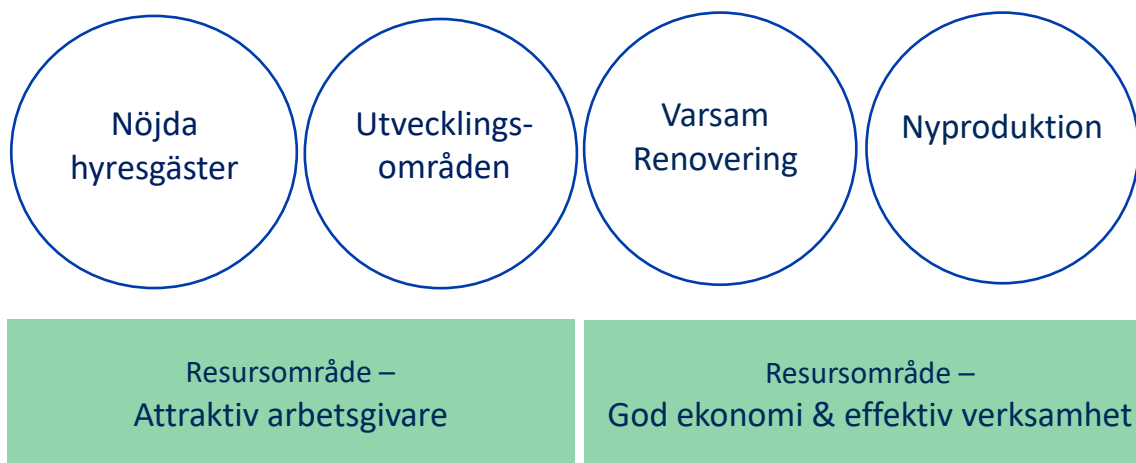 Nöjda
hyresgäster
Utvecklings-
områden
Varsam
Renovering
Nyproduktion
Resursområde –
Attraktiv arbetsgivare
Resursområde –
God ekonomi & effektiv verksamhet